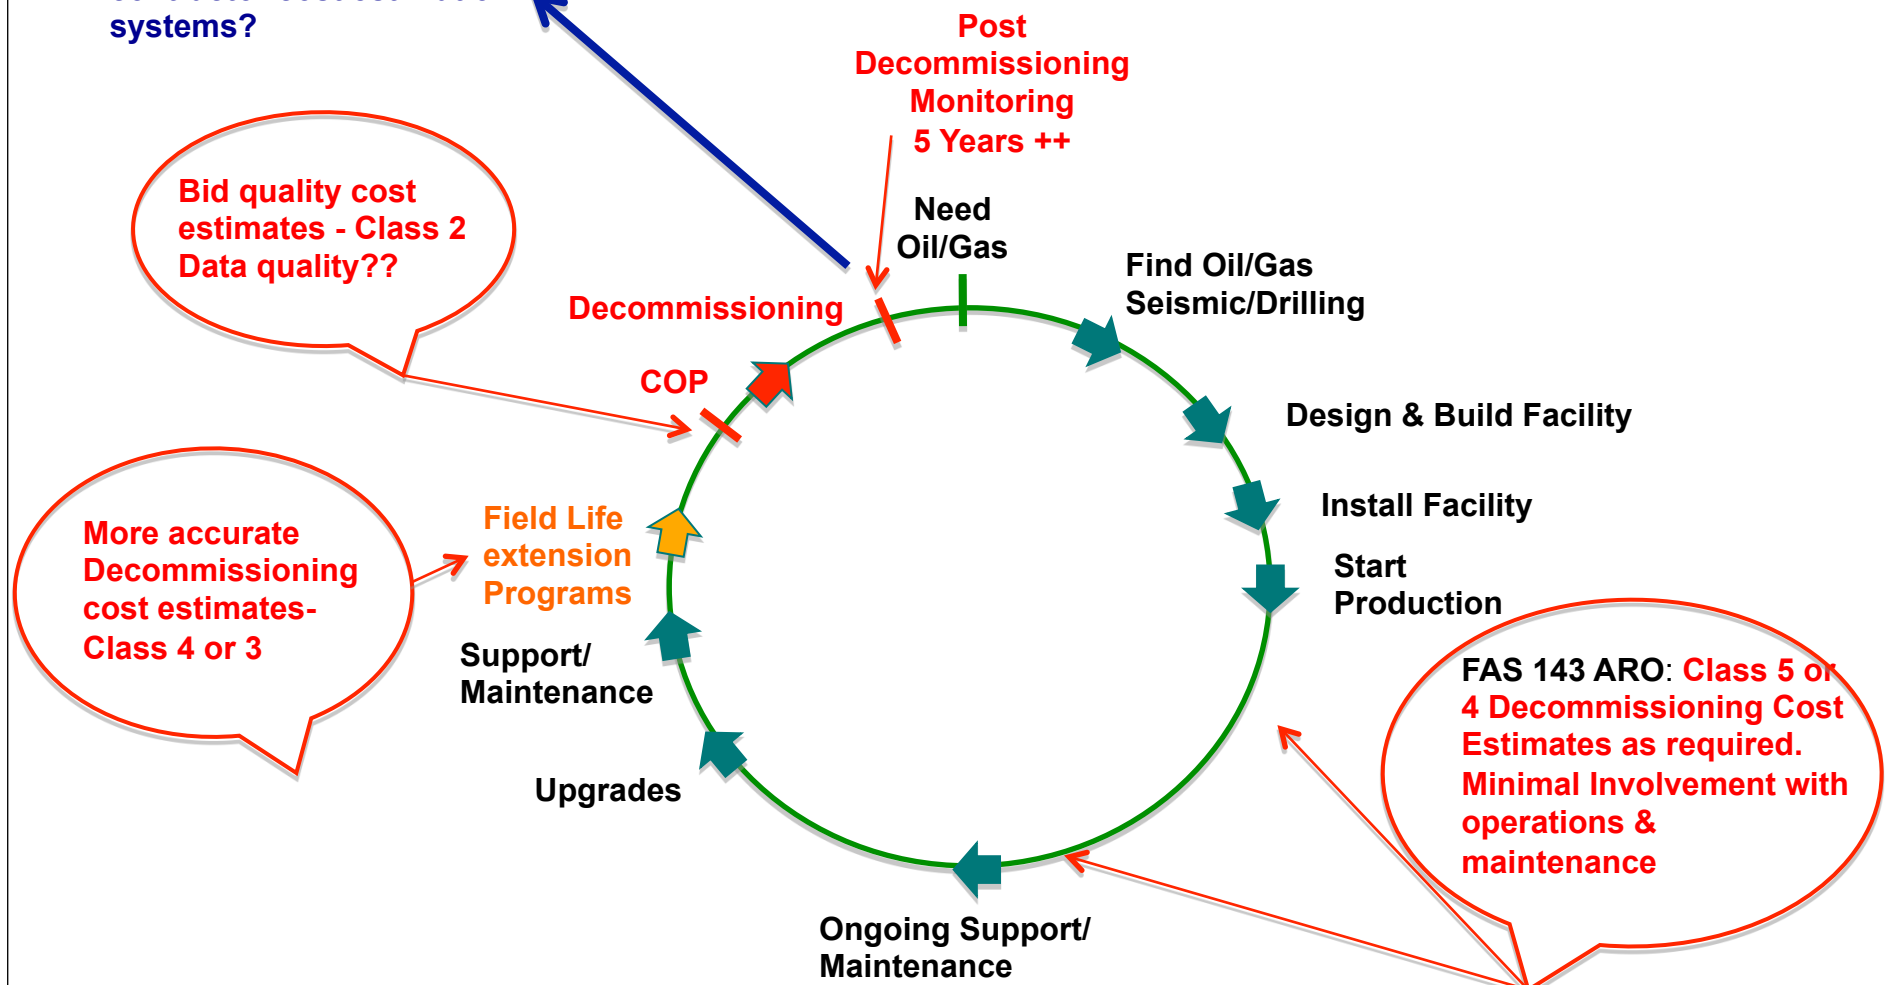 systems?
Post
Decommissioning
Monitoring
5 Years ++
Bid quality cost
estimates - Class 2
Data quality??
Need
Oil/Gas
Find Oil/Gas
Seismic/Drilling
Decommissioning
COP
Design & Build Facility
Field Life
extension
Programs
Install Facility
More accurate
Decommissioning
cost estimates-
Class 4 or 3
Start
Production
Support/
Maintenance
FAS 143 ARO: Class 5 or
4 Decommissioning Cost
Estimates as required.
Minimal Involvement with
operations &
maintenance
Upgrades
Ongoing Support/
Maintenance